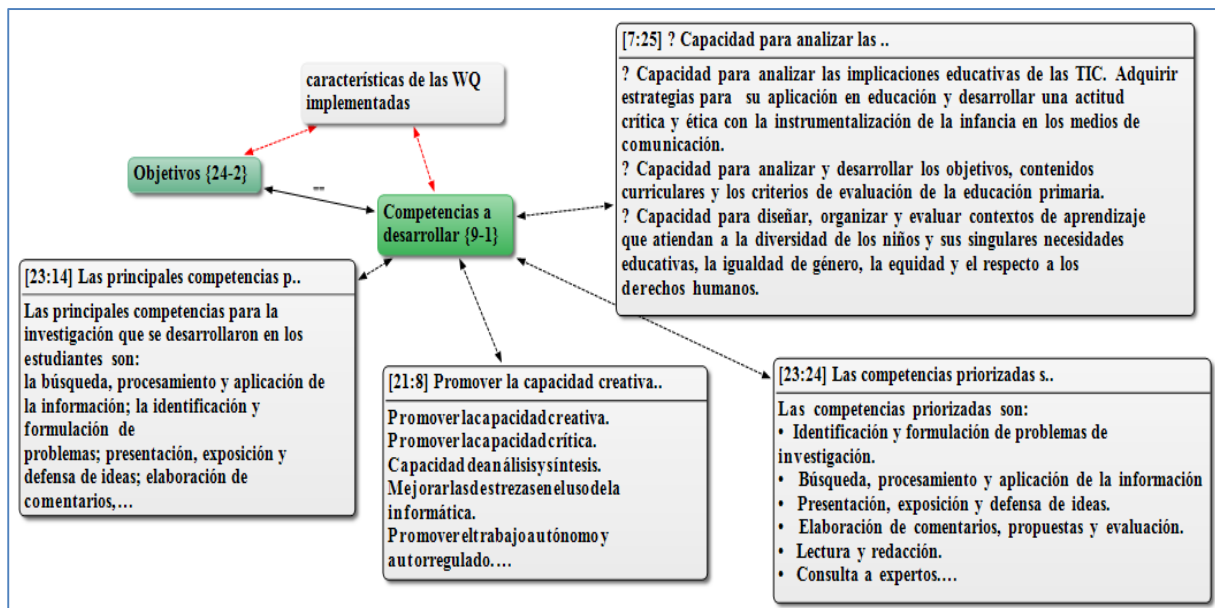 características de las WQ
implementadas
Objetivos {24-2}
==
Competencias a
desarrollar {9-1}
[7:25] ? Capacidad para analizar las ..
? Capacidad para analizar las implicaciones educativas de las TIC. Adquirir
estrategias para su aplicación en educación y desarrollar una actitud
crítica y ética con la instrumentalización de la infancia en los medios de
comunicación.
? Capacidad para analizar y desarrollar los objetivos, contenidos
curriculares y los criterios de evaluación de la educación primaria.
? Capacidad para diseñar, organizar y evaluar contextos de aprendizaje
que atiendan a la diversidad de los niños y sus singulares necesidades
educativas, la igualdad de género, la equidad y el respecto a los
derechos humanos.
[23:14] Las principales competencias p..
Las principales competencias para la
investigación que se desarrollaron en los
estudiantes son:
la búsqueda, procesamiento y aplicación de
la información; la identificación y
formulación de
problemas; presentación, exposición y
defensa de ideas; elaboración de
comentarios,…
[21:8] Promover la capacidad creativa..
Promoverlacapacidadcreativa.
Promoverlacapacidadcrítica.
Capacidaddeanálisisysíntesis.
Mejorarlasdestrezasenelusodela
informática.
Promovereltrabajoautónomoy
autorregulado.…
[23:24] Las competencias priorizadas s..
Las competencias priorizadas son:
• Identificación y formulación de problemas de
investigación.
• Búsqueda, procesamiento y aplicación de la información
• Presentación, exposición y defensa de ideas.
• Elaboración de comentarios, propuestas y evaluación.
• Lectura y redacción.
• Consulta a expertos.…